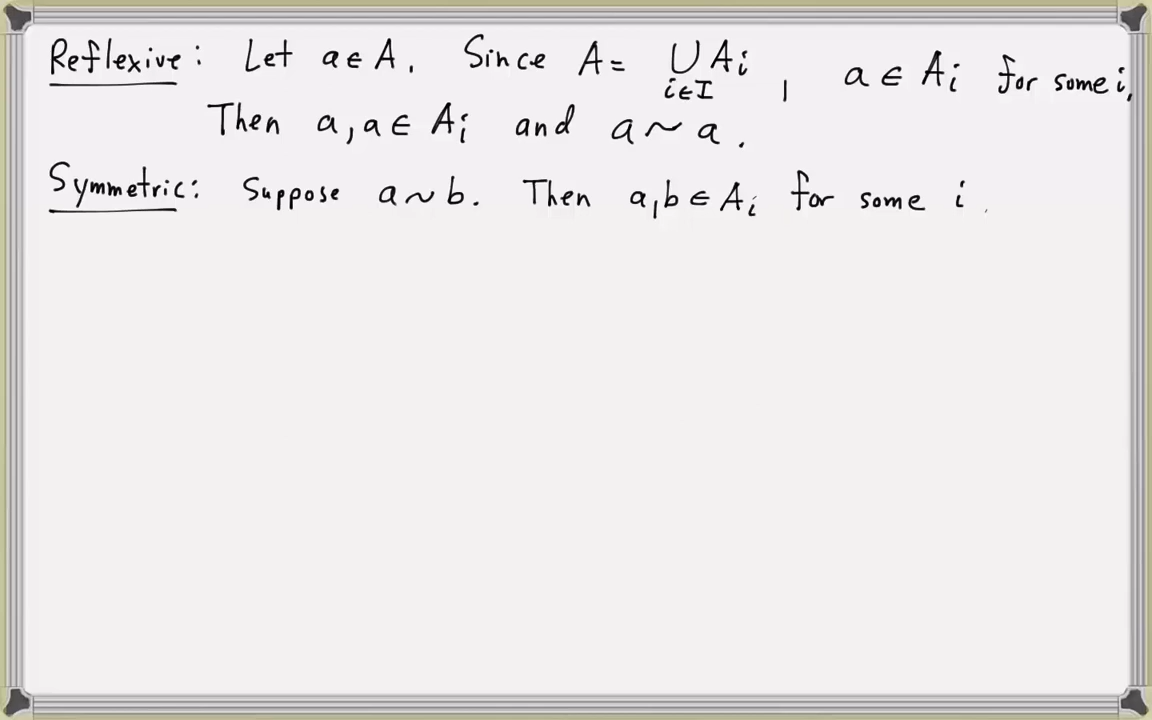 Reflexive: Let a ∈ A. Since A = ⋃_{i∈I} A_i , a ∈ A_i for some i.
Then a, a ∈ A_i and a ~ a.
Symmetric: Suppose a ~ b. Then a, b ∈ A_i for some i.